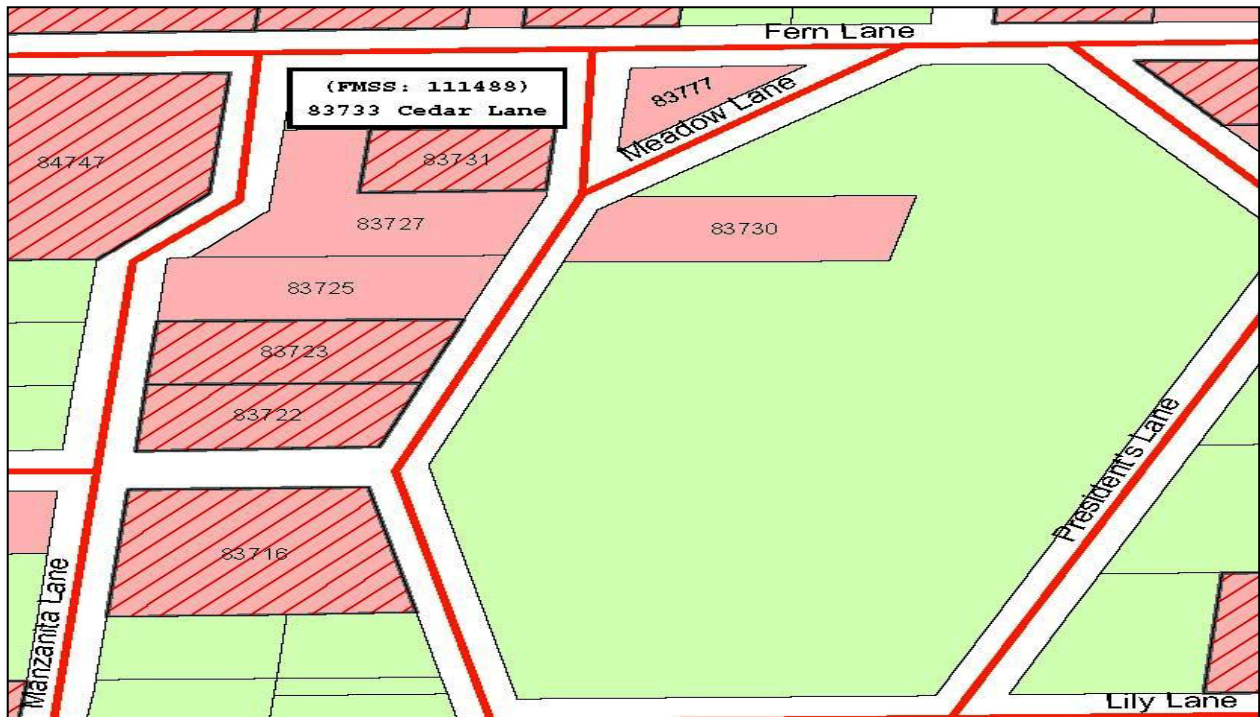 Fern Lane
(FMSS: 111488)
83733 Cedar Lane
83777
Meadow Lane
84747
83731
83727
83730
83725
83723
83722
President's Lane
83716
Manzanita Lane
Lily Lane